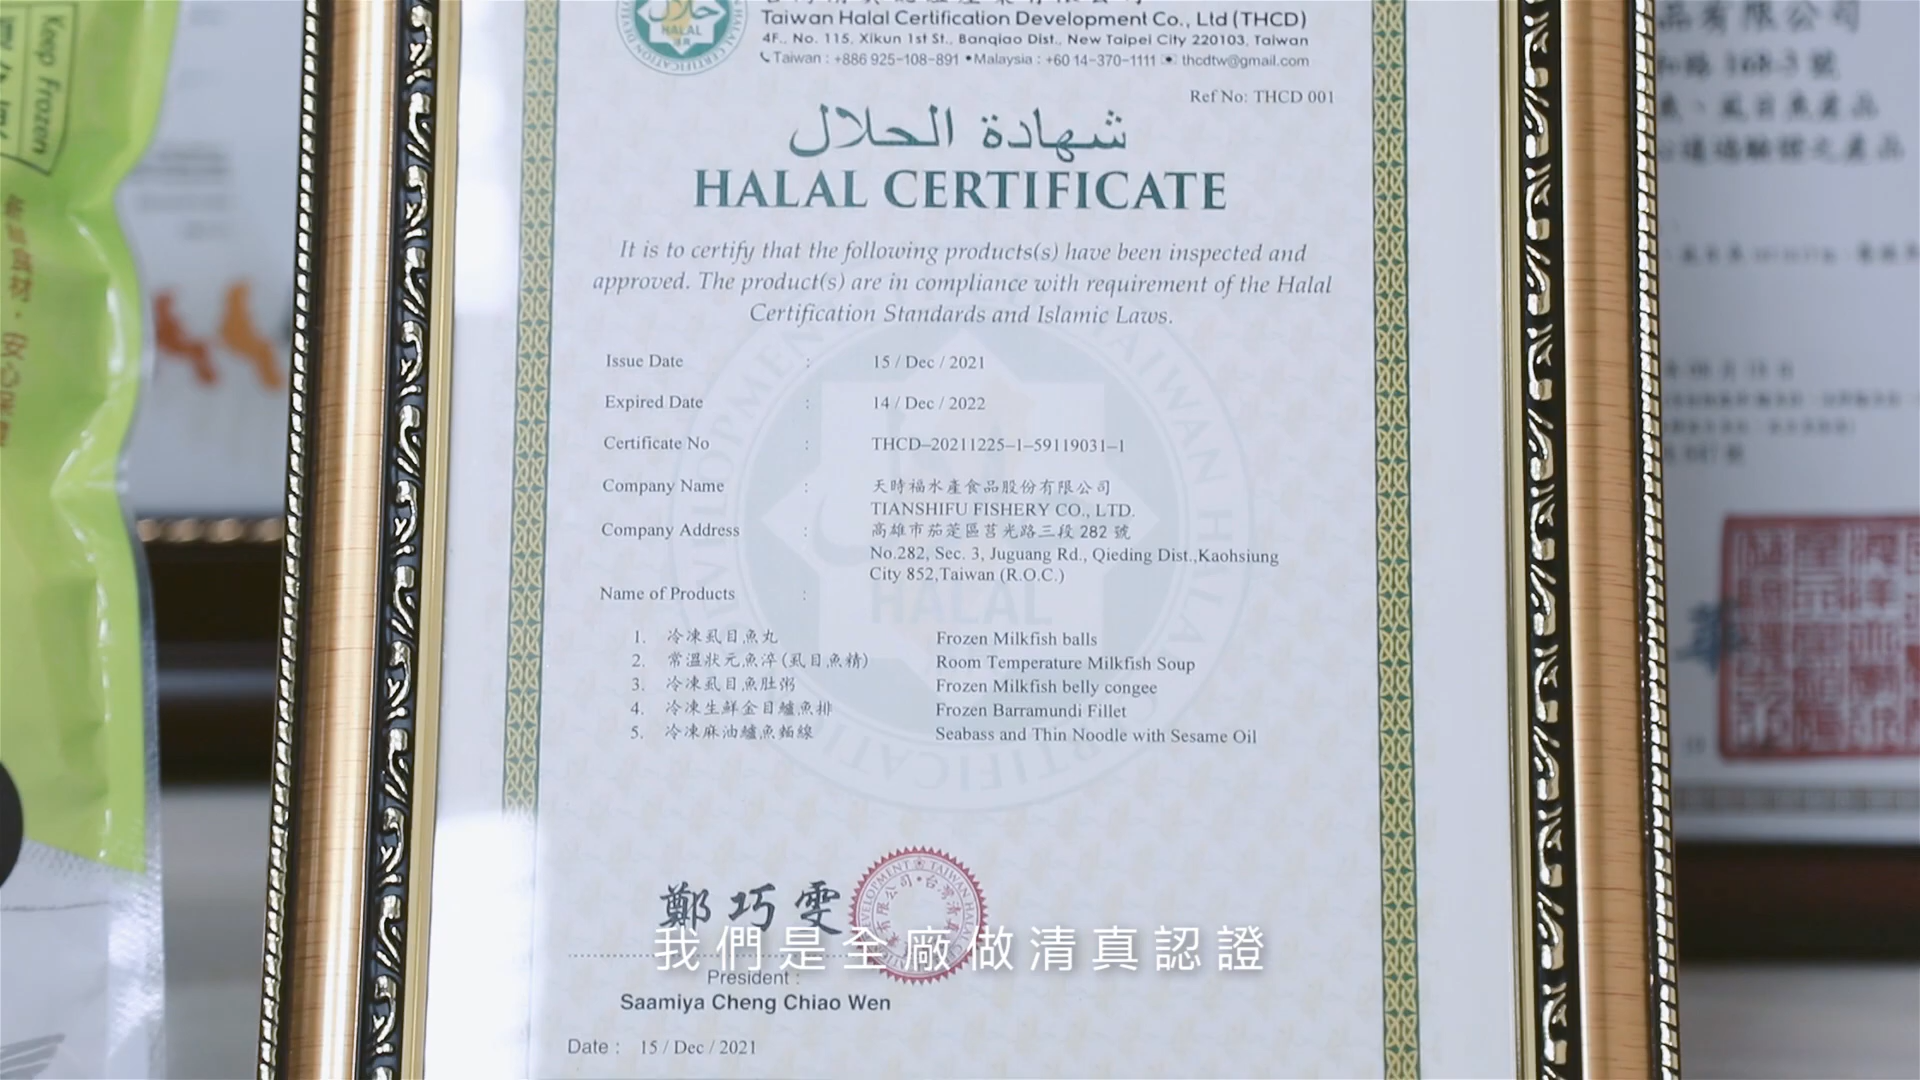 Taiwan Halal Certification Development Co., Ltd (THCD)
4F., No. 115, Xikun 1st St., Banqiao Dist., New Taipei City 220103, Taiwan
Taiwan : +886 925-108-891 • Malaysia : +60 14-370-1111 thcdtw@gmail.com
Ref No: THCD 001
شهادة الحلال
HALAL CERTIFICATE
It is to certify that the following products(s) have been inspected and
approved. The product(s) are in compliance with requirement of the Halal
Certification Standards and Islamic Laws.
Issue Date : 15 / Dec / 2021
Expired Date : 14 / Dec / 2022
Certificate No : THCD–20211225–1–59119031–1
Company Name : 天時福水產食品股份有限公司
TIANSHIFU FISHERY CO., LTD.
Company Address : 高雄市茄萣區莒光路三段 282 號
No.282, Sec. 3, Juguang Rd., Qieding Dist.,Kaohsiung
City 852,Taiwan (R.O.C.)
Name of Products :
1. 冷凍虱目魚丸 Frozen Milkfish balls
2. 常溫狀元魚淬(虱目魚精) Room Temperature Milkfish Soup
3. 冷凍虱目魚肚粥 Frozen Milkfish belly congee
4. 冷凍生鮮金目鱸魚排 Frozen Barramundi Fillet
5. 冷凍麻油鱸魚麵線 Seabass and Thin Noodle with Sesame Oil
鄭巧雯
我們是全廠做清真認證
President :
Saamiya Cheng Chiao Wen
Date : 15 / Dec / 2021
Keep Frozen
HALAL
品有限公司
168-3 號